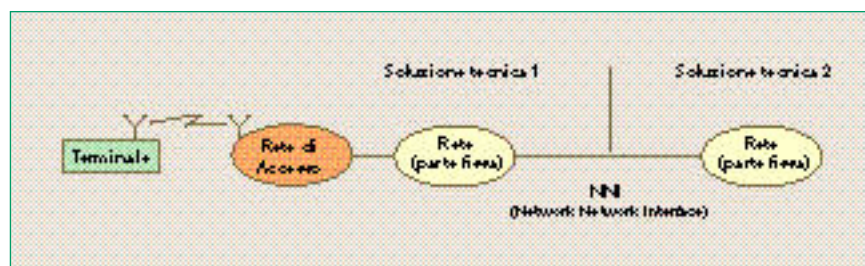 Soluzione tecnica 1
Soluzione tecnica 2
Terminale
Rete di
Accesso
Rete
(parte fissa)
Rete
(parte fissa)
NNI
(Network Network Interface)